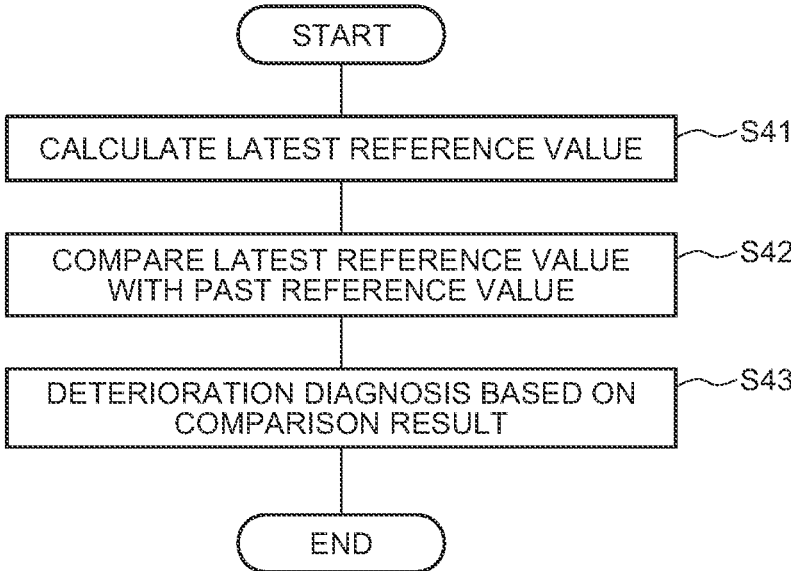 START
CALCULATE LATEST REFERENCE VALUE
S41
COMPARE LATEST REFERENCE VALUE
WITH PAST REFERENCE VALUE
S42
DETERIORATION DIAGNOSIS BASED ON
COMPARISON RESULT
S43
END